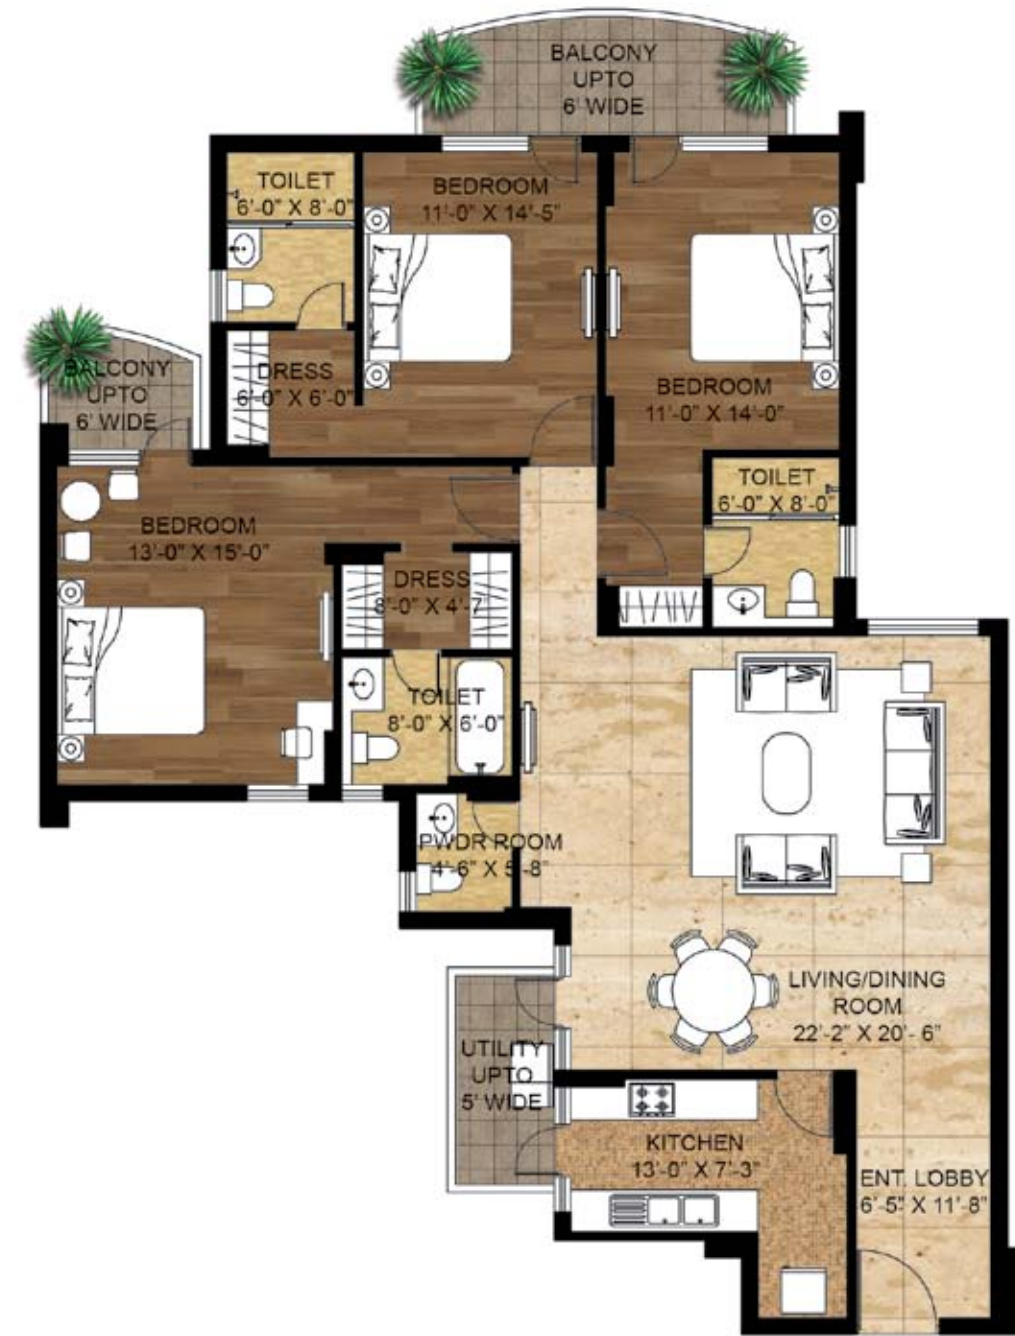 BALCONY
UPTO
6' WIDE
TOILET
6'-0" X 8'-0"
BEDROOM
11'-0" X 14'-5"
DRESS
6'-0" X 6'-0"
BEDROOM
11'-0" X 14'-0"
BALCONY
UPTO
6' WIDE
TOILET
6'-0" X 8'-0"
BEDROOM
13'-0" X 15'-0"
DRESS
8'-0" X 4'-7
TOILET
8'-0" X 6'-0"
PWDR ROOM
4'-6" X 5'-8"
LIVING/DINING
ROOM
22'-2" X 20'- 6"
UTILITY
UPTO
5' WIDE
KITCHEN
13'-0" X 7'-3"
ENT. LOBBY
6'-5" X 11'-8"